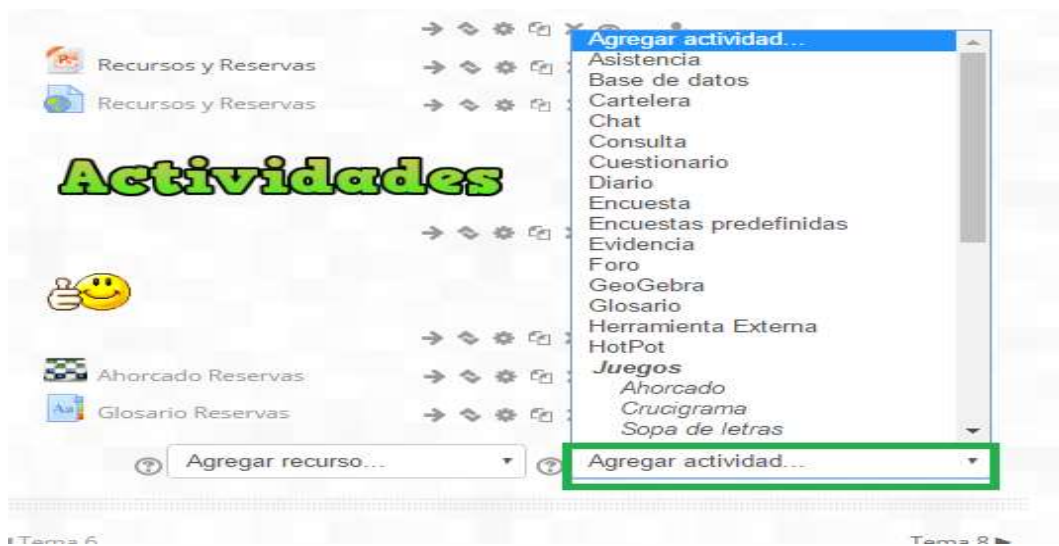 Agregar actividad...
Recursos y Reservas
Asistencia
Base de datos
Recursos y Reservas
Cartelera
Chat
Consulta
Actividades
Cuestionario
Diario
Encuesta
Encuestas predefinidas
Evidencia
Foro
GeoGebra
Glosario
Herramienta Externa
HotPot
Ahorcado Reservas
Juegos
Ahorcado
Glosario Reservas
Crucigrama
Sopa de letras
Agregar recurso...
Agregar actividad...
Tema 6
Tema 8